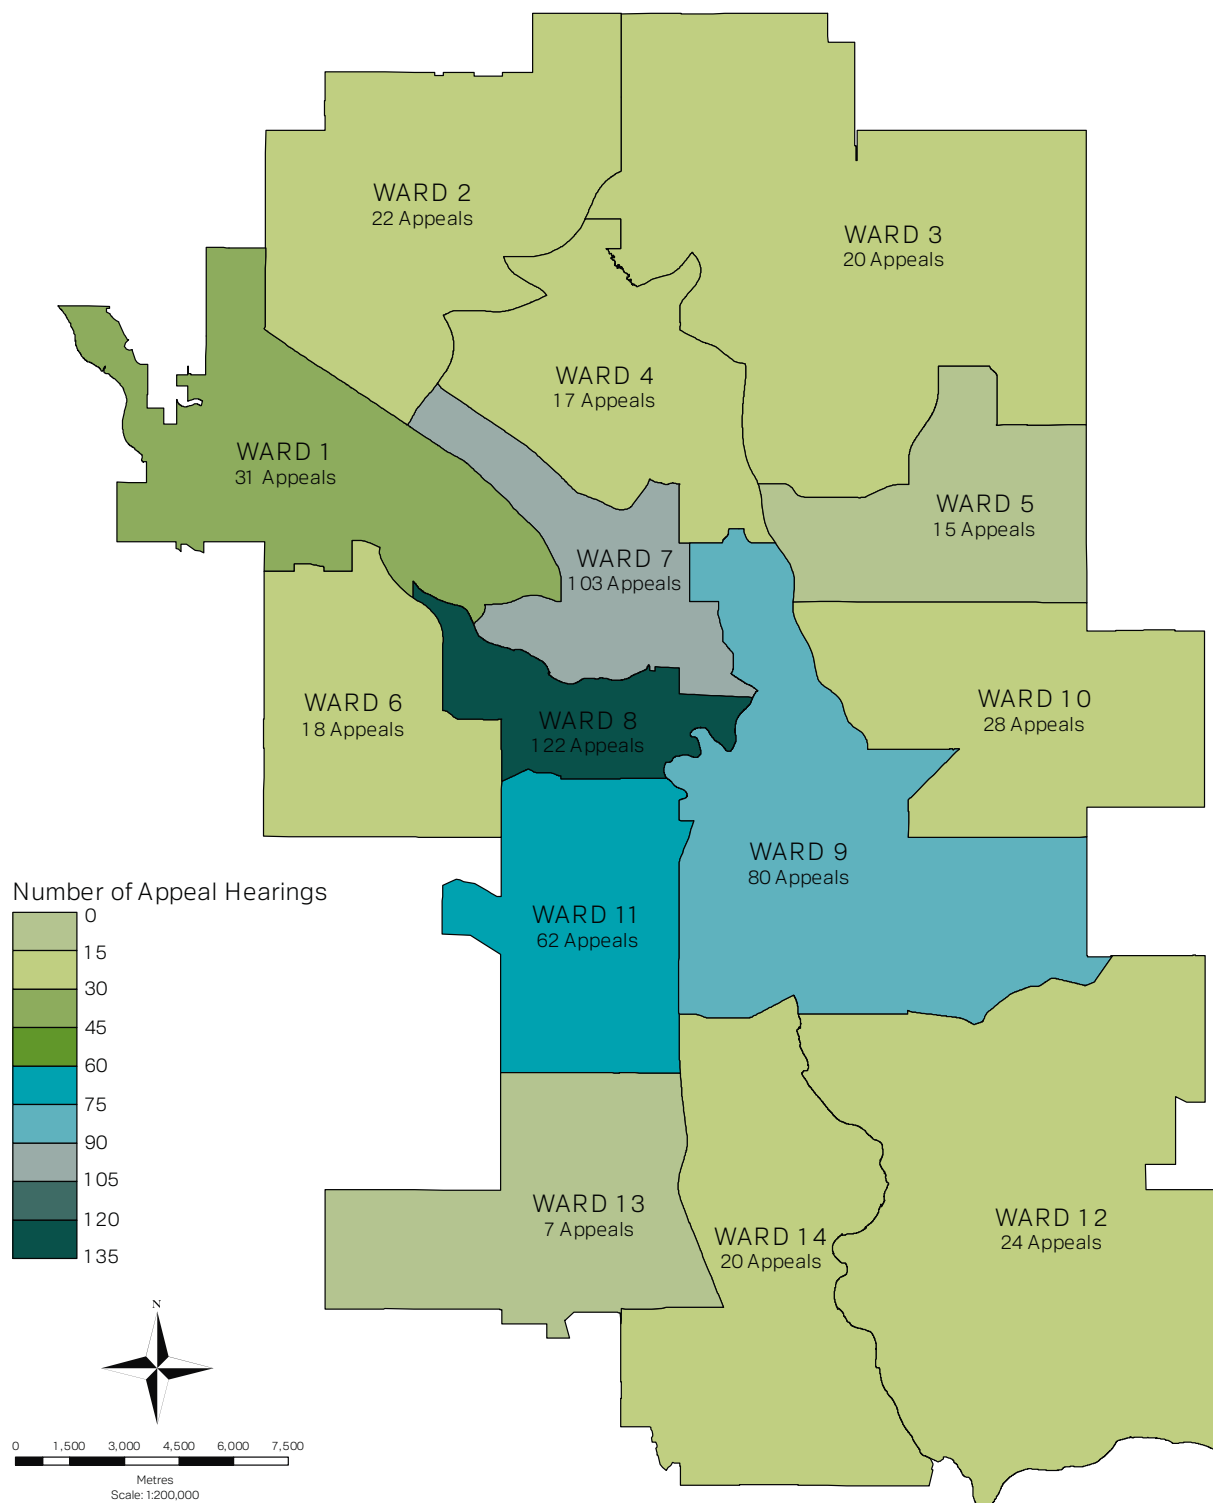 WARD 2
22 Appeals
WARD 3
20 Appeals
WARD 4
17 Appeals
WARD 1
31 Appeals
WARD 5
15 Appeals
WARD 7
103 Appeals
WARD 6
18 Appeals
WARD 8
122 Appeals
WARD 10
28 Appeals
WARD 9
80 Appeals
WARD 11
62 Appeals
WARD 13
7 Appeals
WARD 14
20 Appeals
WARD 12
24 Appeals
Number of Appeal Hearings
0
15
30
45
60
75
90
105
120
135
N
0 1,500 3,000 4,500 6,000 7,500
Metres
Scale: 1:200,000